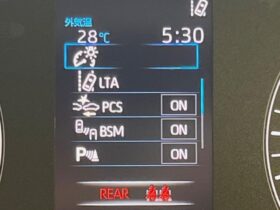 外気温
28℃ 5:30
LTA
PCS ON
BSM ON
P ON
REAR